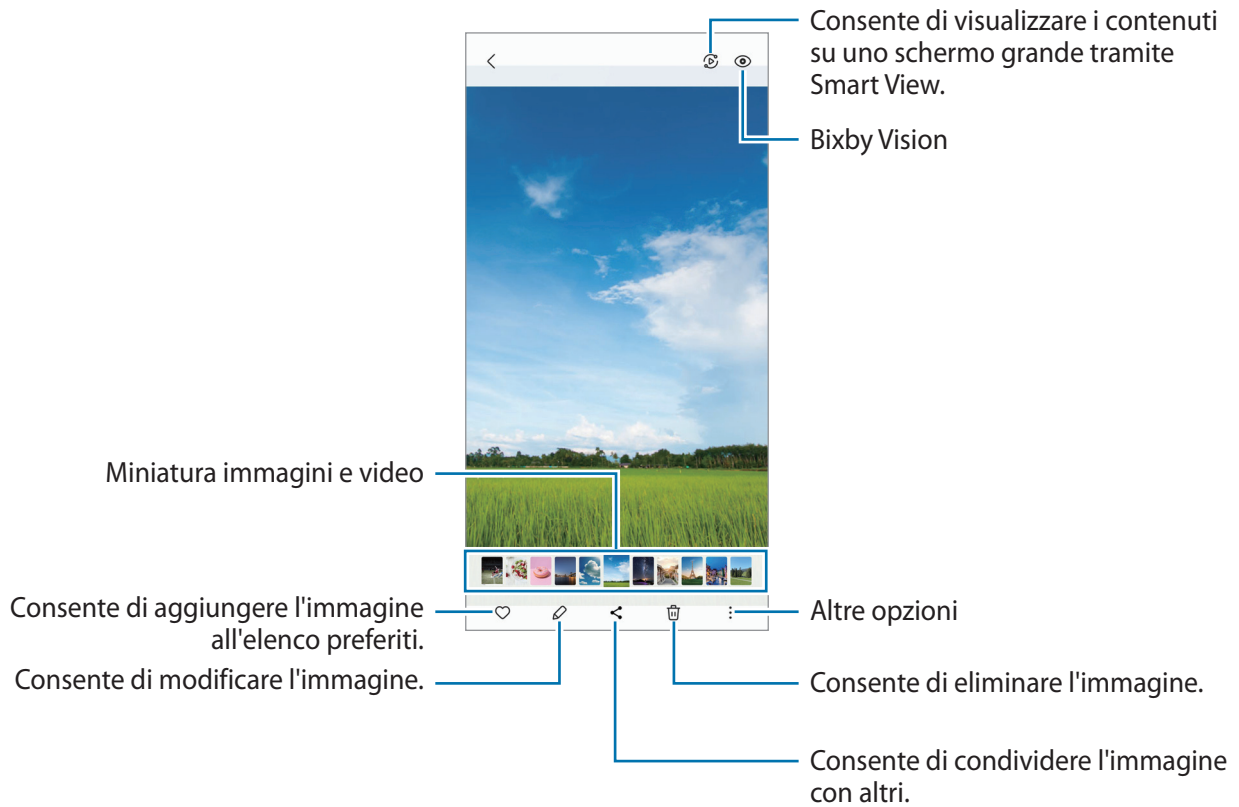 Consente di visualizzare i contenuti
su uno schermo grande tramite
Smart View.
Bixby Vision
Miniatura immagini e video
Consente di aggiungere l'immagine
all'elenco preferiti.
Consente di modificare l'immagine.
Altre opzioni
Consente di eliminare l'immagine.
Consente di condividere l'immagine
con altri.